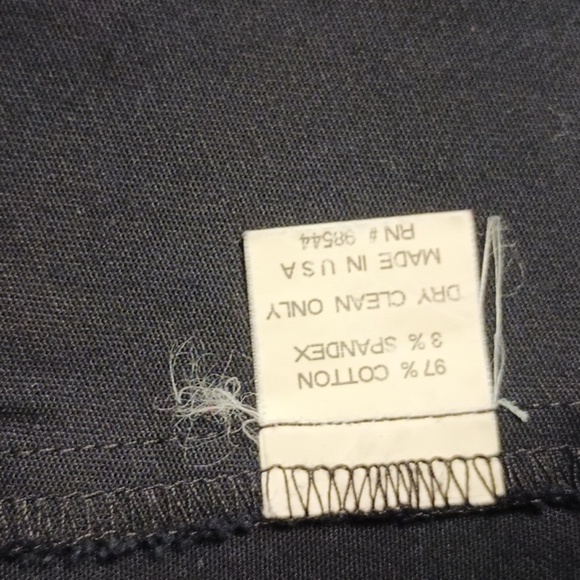 97% COTTON
3% SPANDEX
DRY CLEAN ONLY
MADE IN U S A
RN # 98544